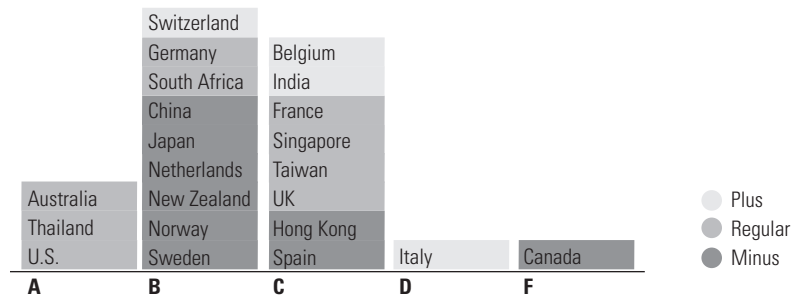 Switzerland
Germany
Belgium
South Africa
India
China
France
Japan
Singapore
Netherlands
Taiwan
Australia
New Zealand
UK
Plus
Thailand
Norway
Hong Kong
Regular
U.S.
Sweden
Spain
Italy
Canada
Minus
A
B
C
D
F